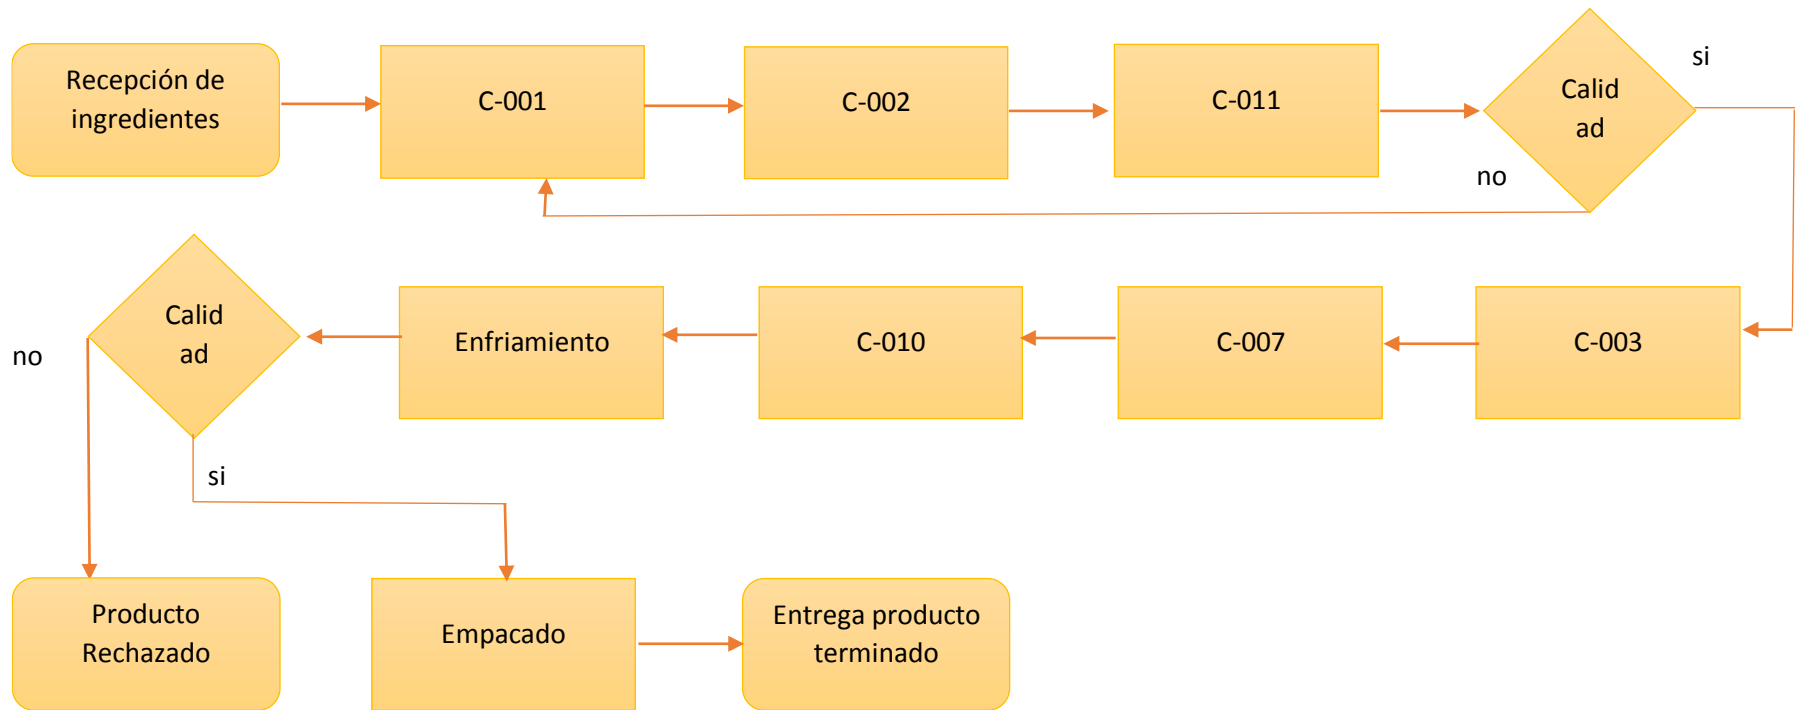 Recepción de
ingredientes
C-001
C-002
C-011
Calid
ad
si
no
Calid
ad
no
si
Enfriamiento
C-010
C-007
C-003
Producto
Rechazado
Empacado
Entrega producto
terminado